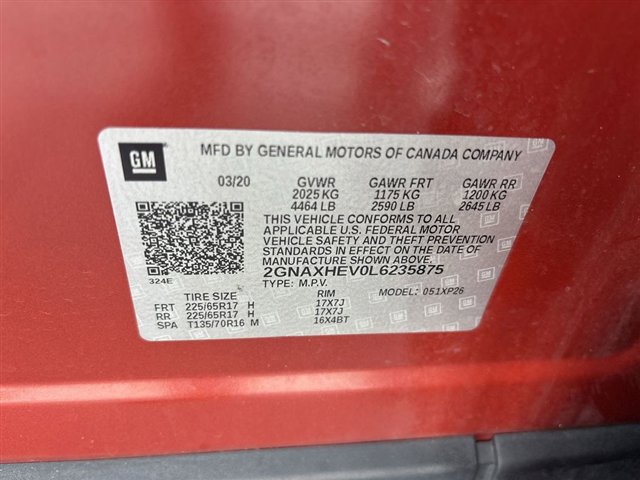 GM
MFD BY GENERAL MOTORS OF CANADA COMPANY
03/20 GVWR GAWR FRT GAWR RR
2025 KG 1175 KG 1200 KG
4464 LB 2590 LB 2645 LB
THIS VEHICLE CONFORMS TO ALL
APPLICABLE U.S. FEDERAL MOTOR
VEHICLE SAFETY AND THEFT PREVENTION
STANDARDS IN EFFECT ON THE DATE OF
MANUFACTURE SHOWN ABOVE.
2GNAXHEV0L6235875
324E TYPE: M.P.V.
TIRE SIZE RIM MODEL: 051XP26
FRT 225/65R17 H 17X7J
RR 225/65R17 H 17X7J
SPA T135/70R16 M 16X4BT